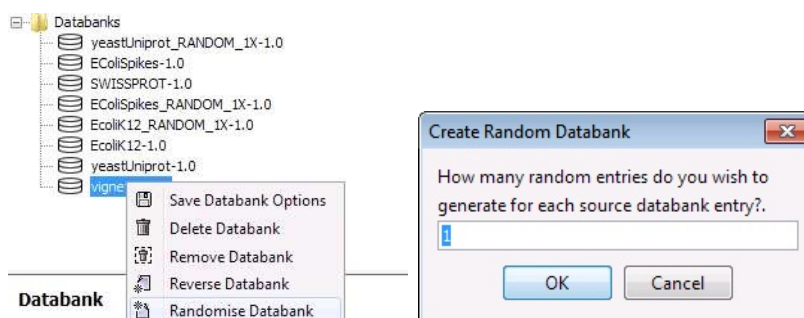 Databanks
yeastUniprot_RANDOM_1X-1.0
EColiSpikes-1.0
SWISSPROT-1.0
EColiSpikes_RANDOM_1X-1.0
EcoliK12_RANDOM_1X-1.0
EcoliK12-1.0
yeastUniprot-1.0
Save Databank Options
Delete Databank
Remove Databank
Reverse Databank
Randomise Databank
Databank
Create Random Databank
How many random entries do you wish to
generate for each source databank entry?.
1
OK
Cancel